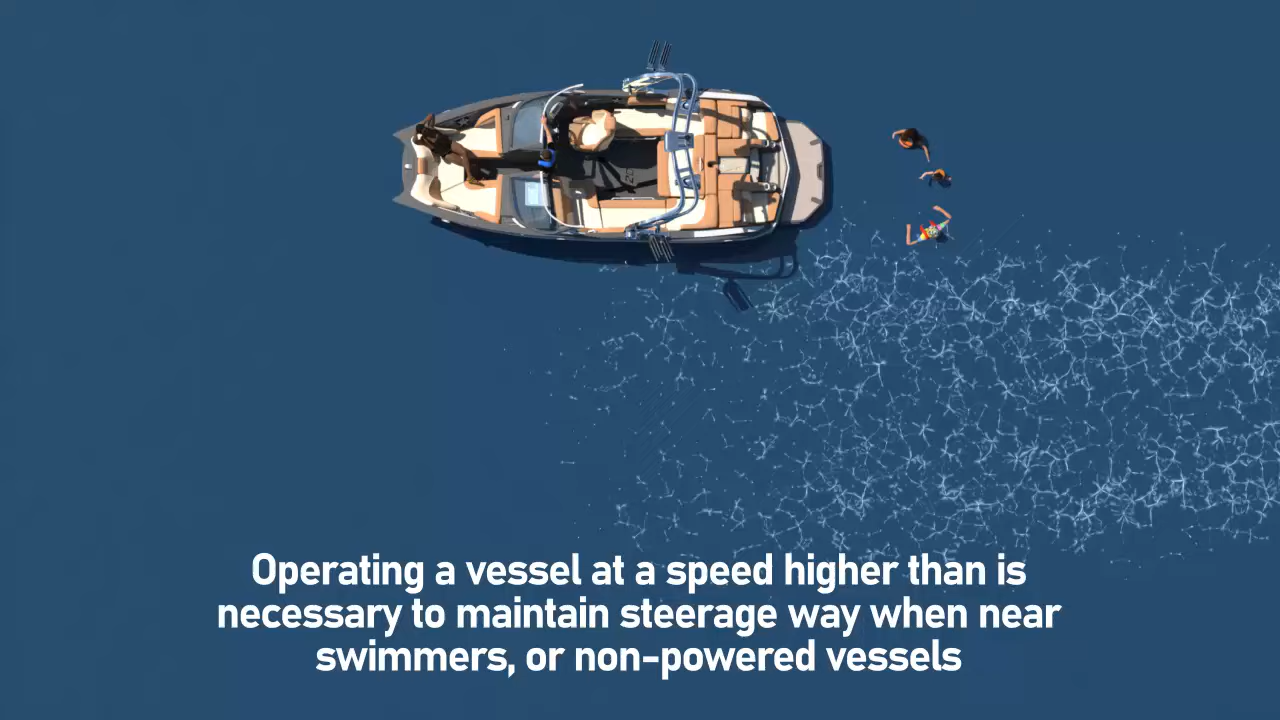 Operating a vessel at a speed higher than is
necessary to maintain steerage way when near
swimmers, or non-powered vessels